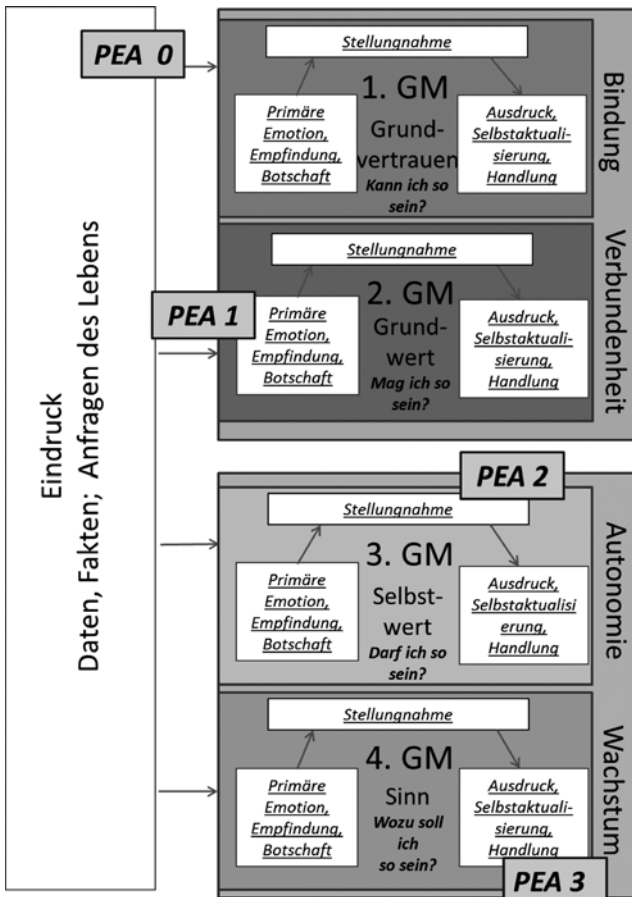 PEA 0
Eindruck
Daten, Fakten; Anfragen des Lebens
Stellungnahme
1. GM
Grund-
vertrauen
Kann ich so
sein?
Primäre
Emotion,
Empfindung,
Botschaft
Ausdruck,
Selbstaktuali-
sierung,
Handlung
Bindung
PEA 1
Stellungnahme
2. GM
Grund-
wert
Mag ich so
sein?
Primäre
Emotion,
Empfindung,
Botschaft
Ausdruck,
Selbstaktuali-
sierung,
Handlung
Verbundenheit
PEA 2
Stellungnahme
3. GM
Selbst-
wert
Darf ich so
sein?
Primäre
Emotion,
Empfindung,
Botschaft
Ausdruck,
Selbstaktualisi
erung,
Handlung
Autonomie
Stellungnahme
4. GM
Sinn
Wozu soll
ich
so sein?
Primäre
Emotion,
Empfindung,
Botschaft
Ausdruck,
Selbstaktuali-
sierung,
Handlung
Wachstum
PEA 3